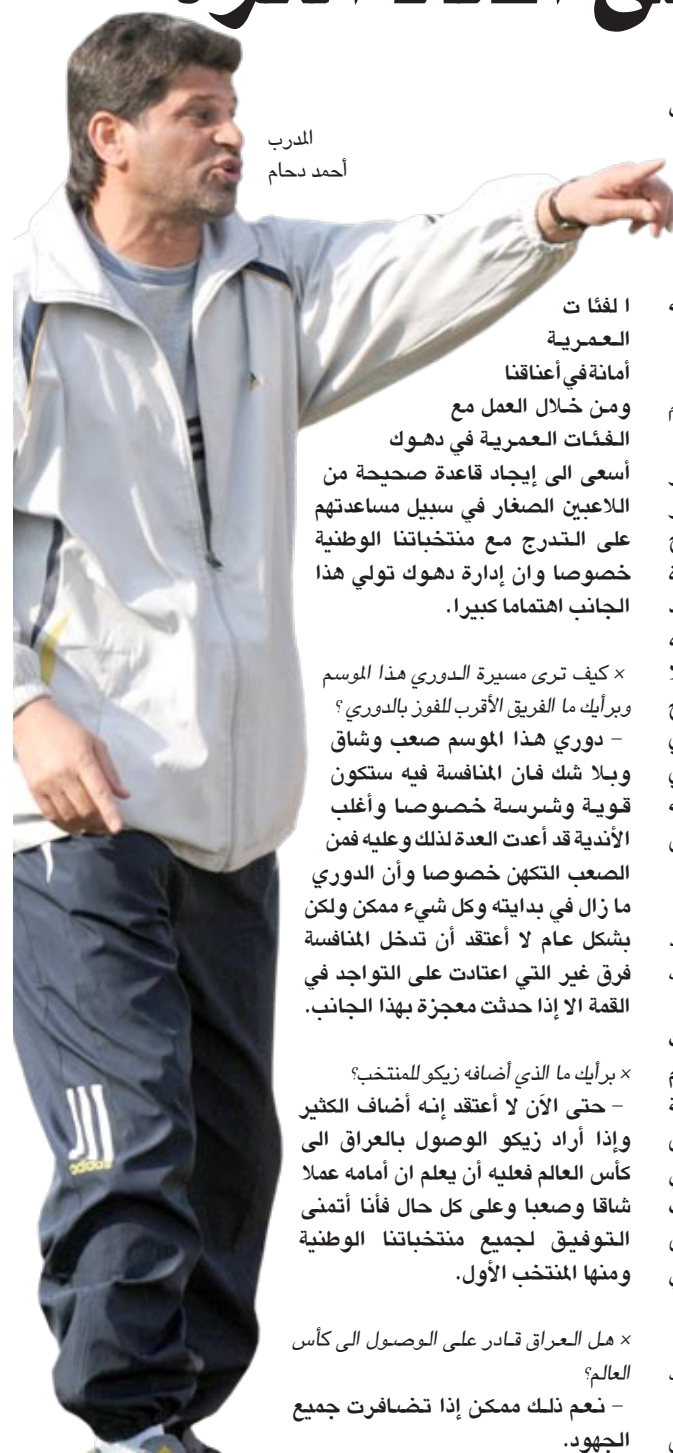 المدرب
أحمد دحام
ا لفئا ت
العمرية
أمانة في أعناقنا
ومن خلال العمل مع
الفئات العمرية في دهوك
أسعى الى إيجاد قاعدة صحيحة من
اللاعبين الصغار في سبيل مساعدتهم
على التدرج مع منتخباتنا الوطنية
خصوصا وان إدارة دهوك تولي هذا
الجانب اهتماما كبيرا.
× كيف ترى مسيرة الدوري هذا الموسم
وبرأيك ما الفريق الأقرب للفوز بالدوري؟
– دوري هذا الموسم صعب وشاق
وبلا شك فان المنافسة فيه ستكون
قوية وشرسة خصوصا وأغلب
الأندية قد أعدت العدة لذلك وعليه فمن
الصعب التكهن خصوصا وأن الدوري
ما زال في بدايته وكل شيء ممكن ولكن
بشكل عام لا أعتقد أن تدخل المنافسة
فرق غير التي اعتادت على التواجد في
القمة الا إذا حدثت معجزة بهذا الجانب.
× برأيك ما الذي أضافه زيكو للمنتخب؟
– حتى الآن لا أعتقد إنه أضاف الكثير
وإذا أراد زيكو الوصول بالعراق الى
كأس العالم فعليه أن يعلم ان أمامه عملا
شاقا وصعبا وعلى كل حال فأنا أتمنى
التوفيق لجميع منتخباتنا الوطنية
ومنها المنتخب الأول.
× هل العراق قادر على الوصول الى كأس
العالم؟
– نعم ذلك ممكن إذا تضافرت جميع
الجهود.
adidas